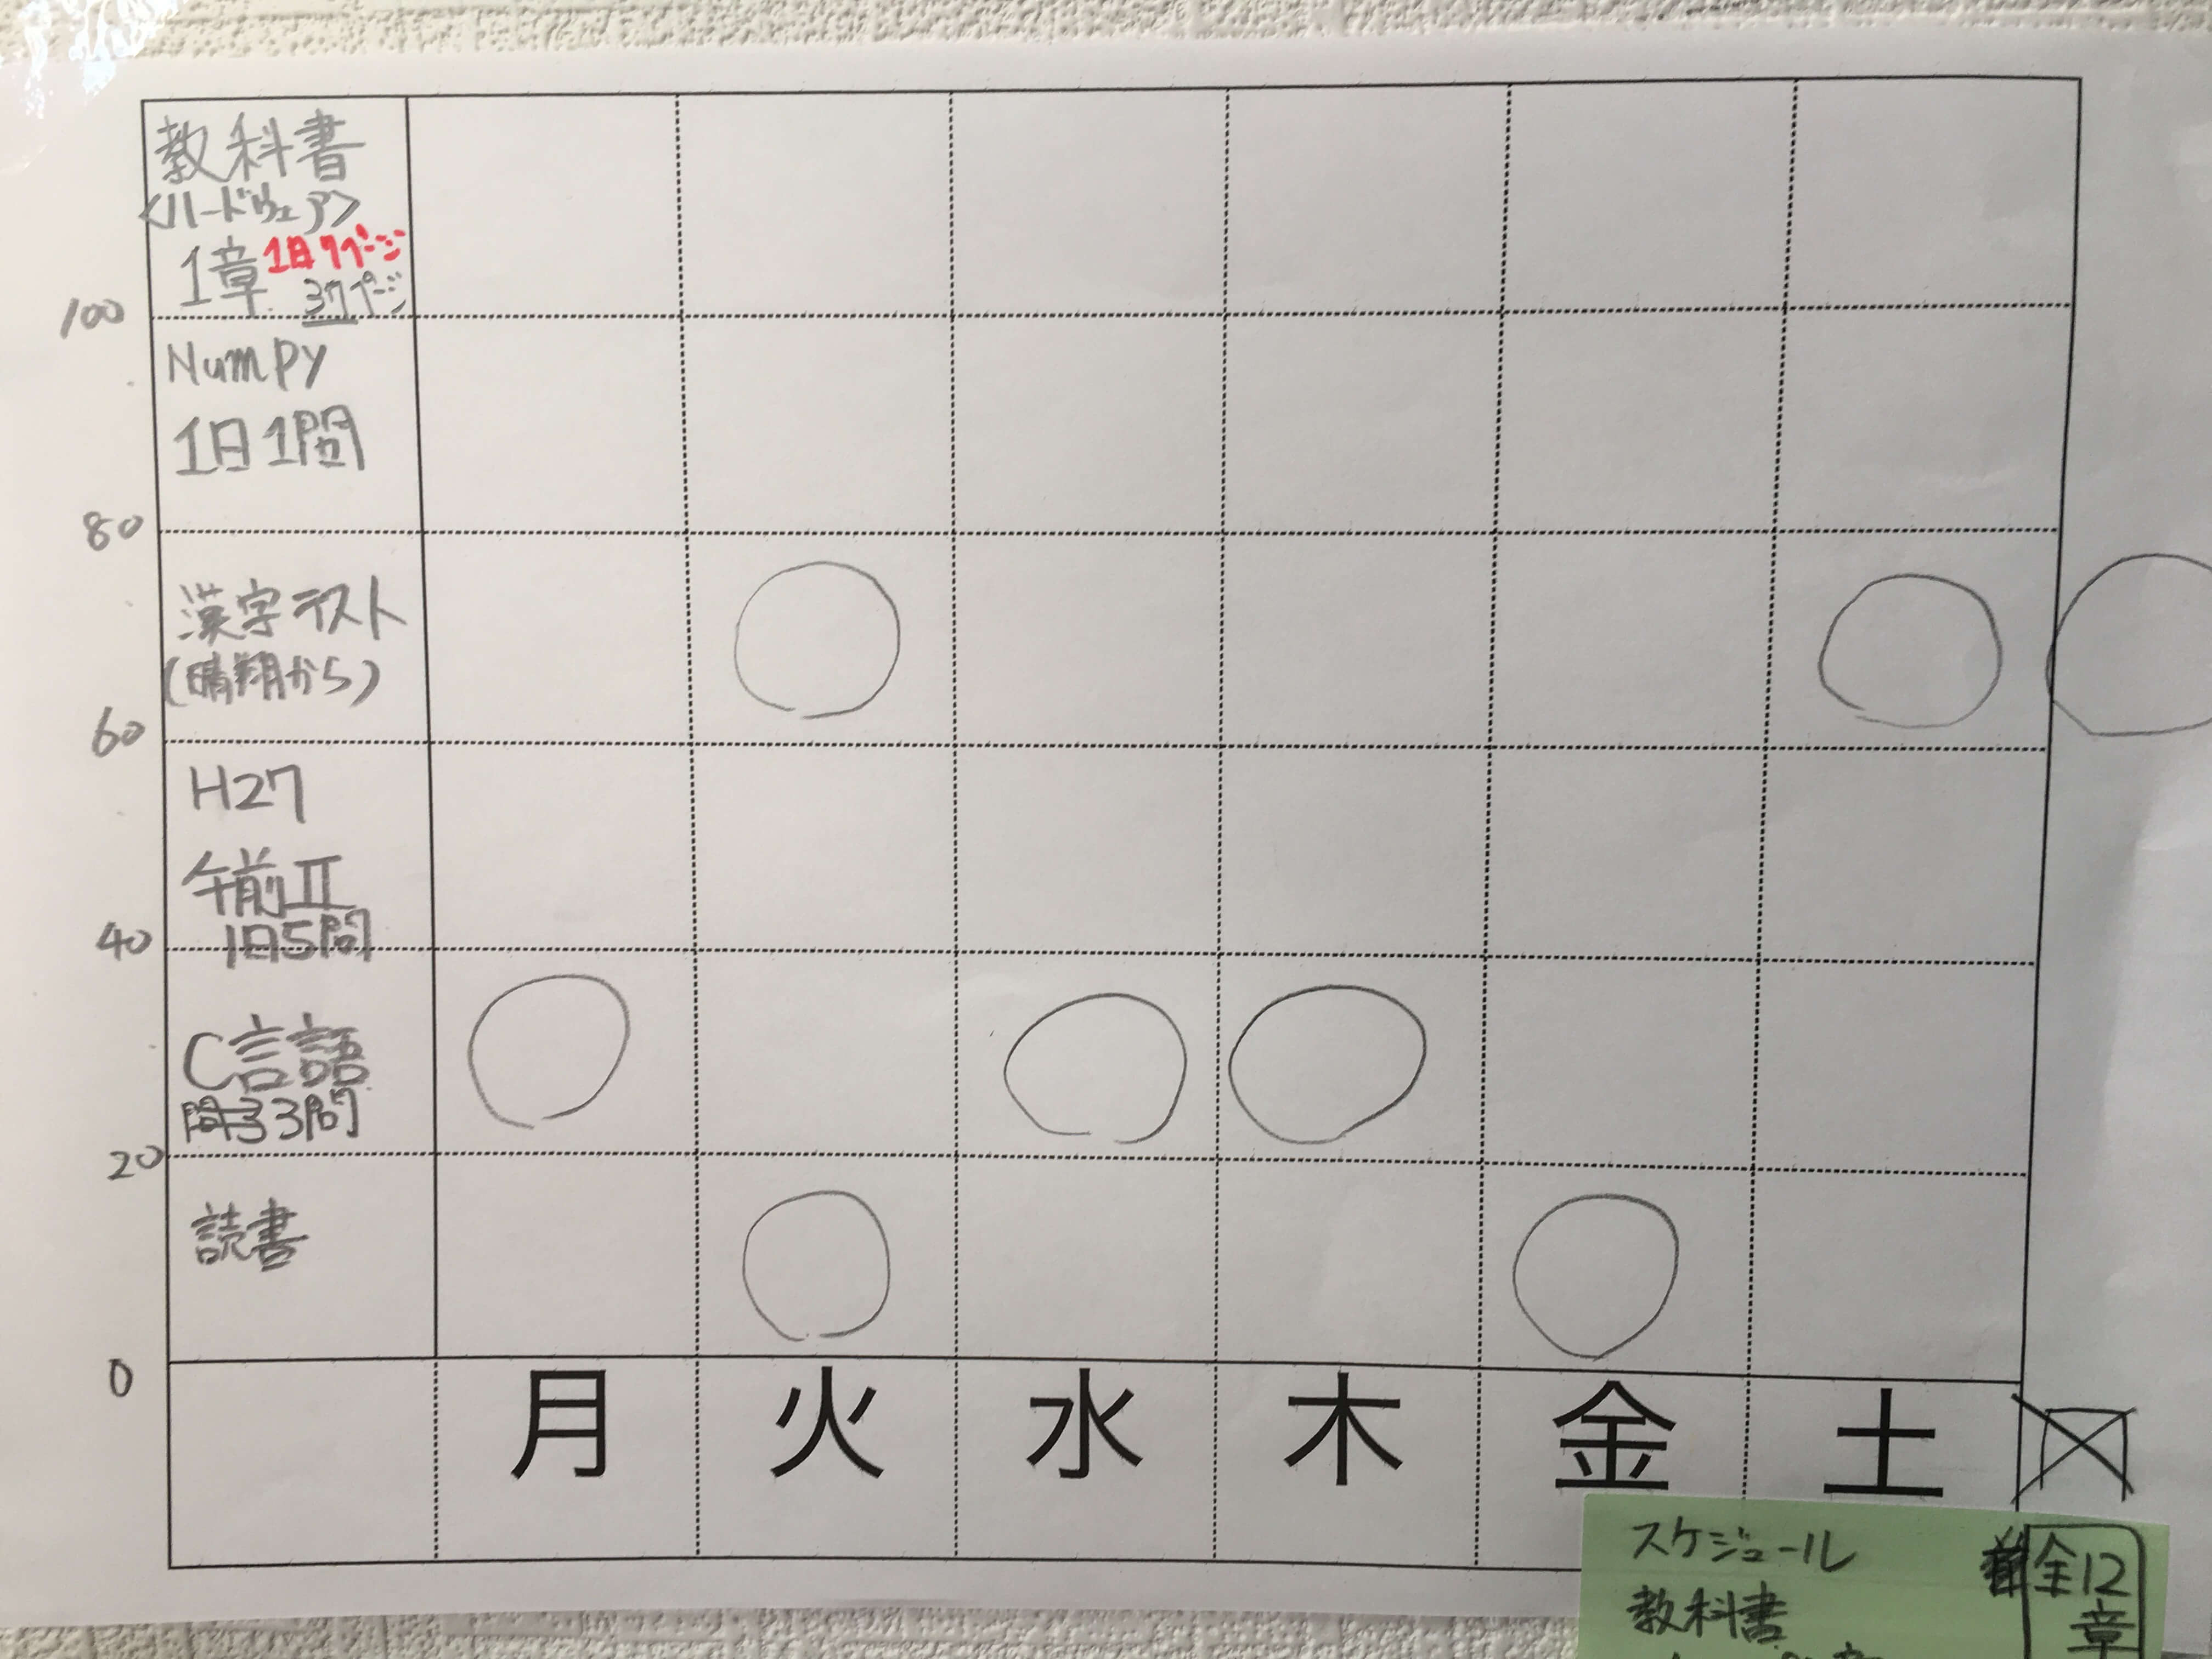 教科書
<ハードウェア>
1章 1日7ページ
37ページ
100
NumPy
1日1問
80
漢字テスト
(晴翔から)
60
H27
午前Ⅱ
1日5問
40
C言語
3問
20
読書
0
月 火 水 木 金 土
スケジュール
教科書
全12
章